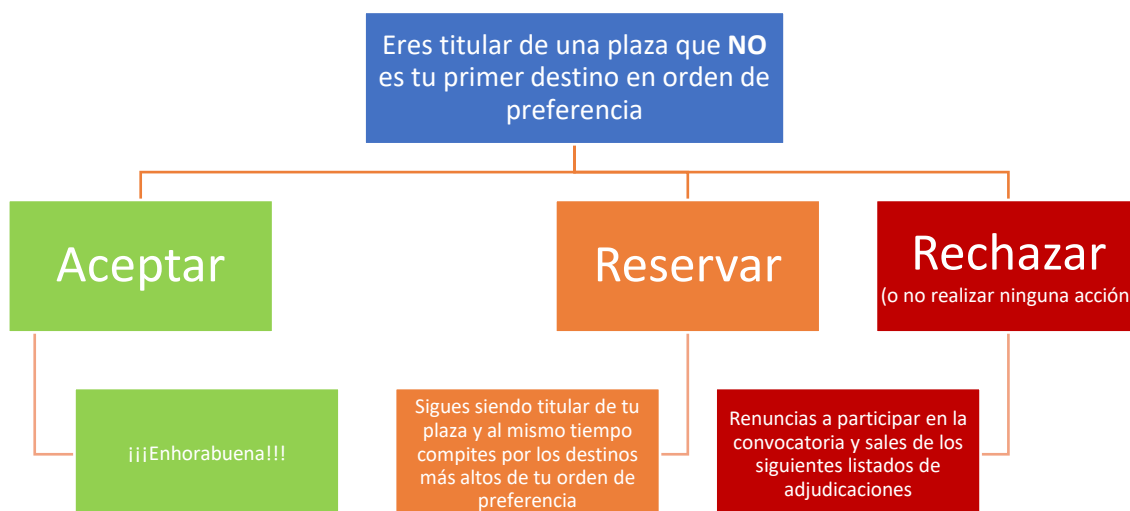 Eres titular de una plaza que NO
es tu primer destino en orden de
preferencia
Aceptar
Reservar
Rechazar
(o no realizar ninguna acción
¡¡¡Enhorabuena!!!
Sigues siendo titular de tu
plaza y al mismo tiempo
compites por los destinos
más altos de tu orden de
preferencia
Renuncias a participar en la
convocatoria y sales de los
siguientes listados de
adjudicaciones